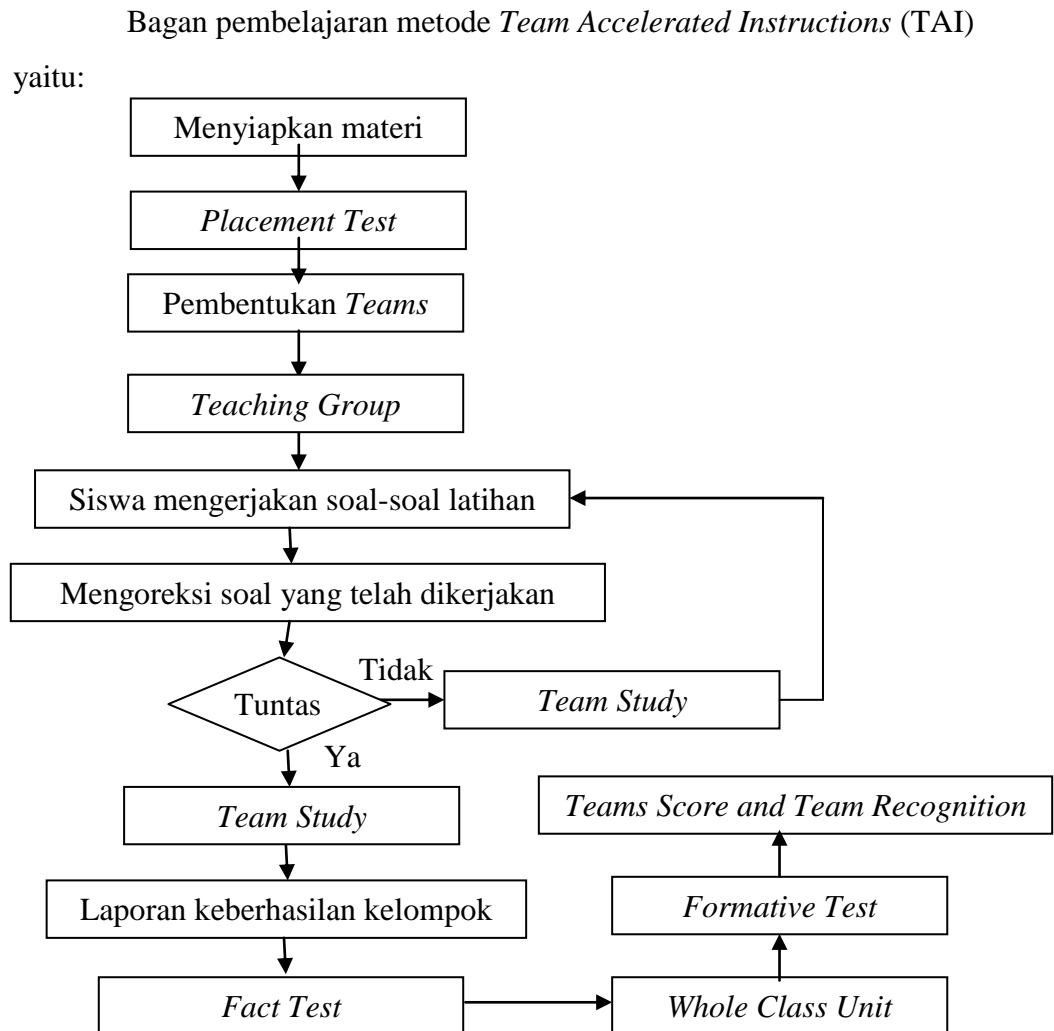 Bagan pembelajaran metode Team Accelerated Instructions (TAI)
yaitu:
Menyiapkan materi
Placement Test
Pembentukan Teams
Teaching Group
Siswa mengerjakan soal-soal latihan
Mengoreksi soal yang telah dikerjakan
Tuntas
Tidak
Team Study
Ya
Team Study
Laporan keberhasilan kelompok
Fact Test
Whole Class Unit
Formative Test
Teams Score and Team Recognition